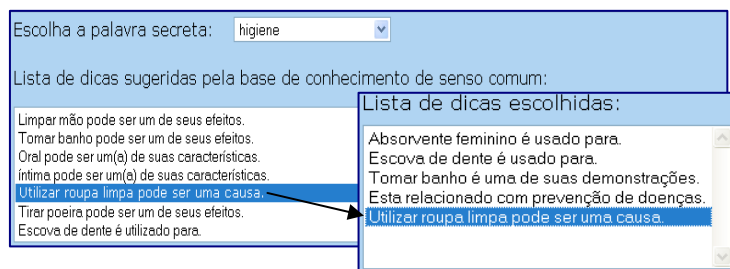 Escolha a palavra secreta: higiene
Lista de dicas sugeridas pela base de conhecimento de senso comum:
Limpar mão pode ser um de seus efeitos.
Tomar banho pode ser um de seus efeitos.
Oral pode ser um(a) de suas características.
íntima pode ser um(a) de suas características.
Utilizar roupa limpa pode ser uma causa.
Tirar poeira pode ser um de seus efeitos.
Escova de dente é utilizado para.
Lista de dicas escolhidas:
Absorvente feminino é usado para.
Escova de dente é usado para.
Tomar banho é uma de suas demonstrações.
Esta relacionado com prevenção de doenças.
Utilizar roupa limpa pode ser uma causa.